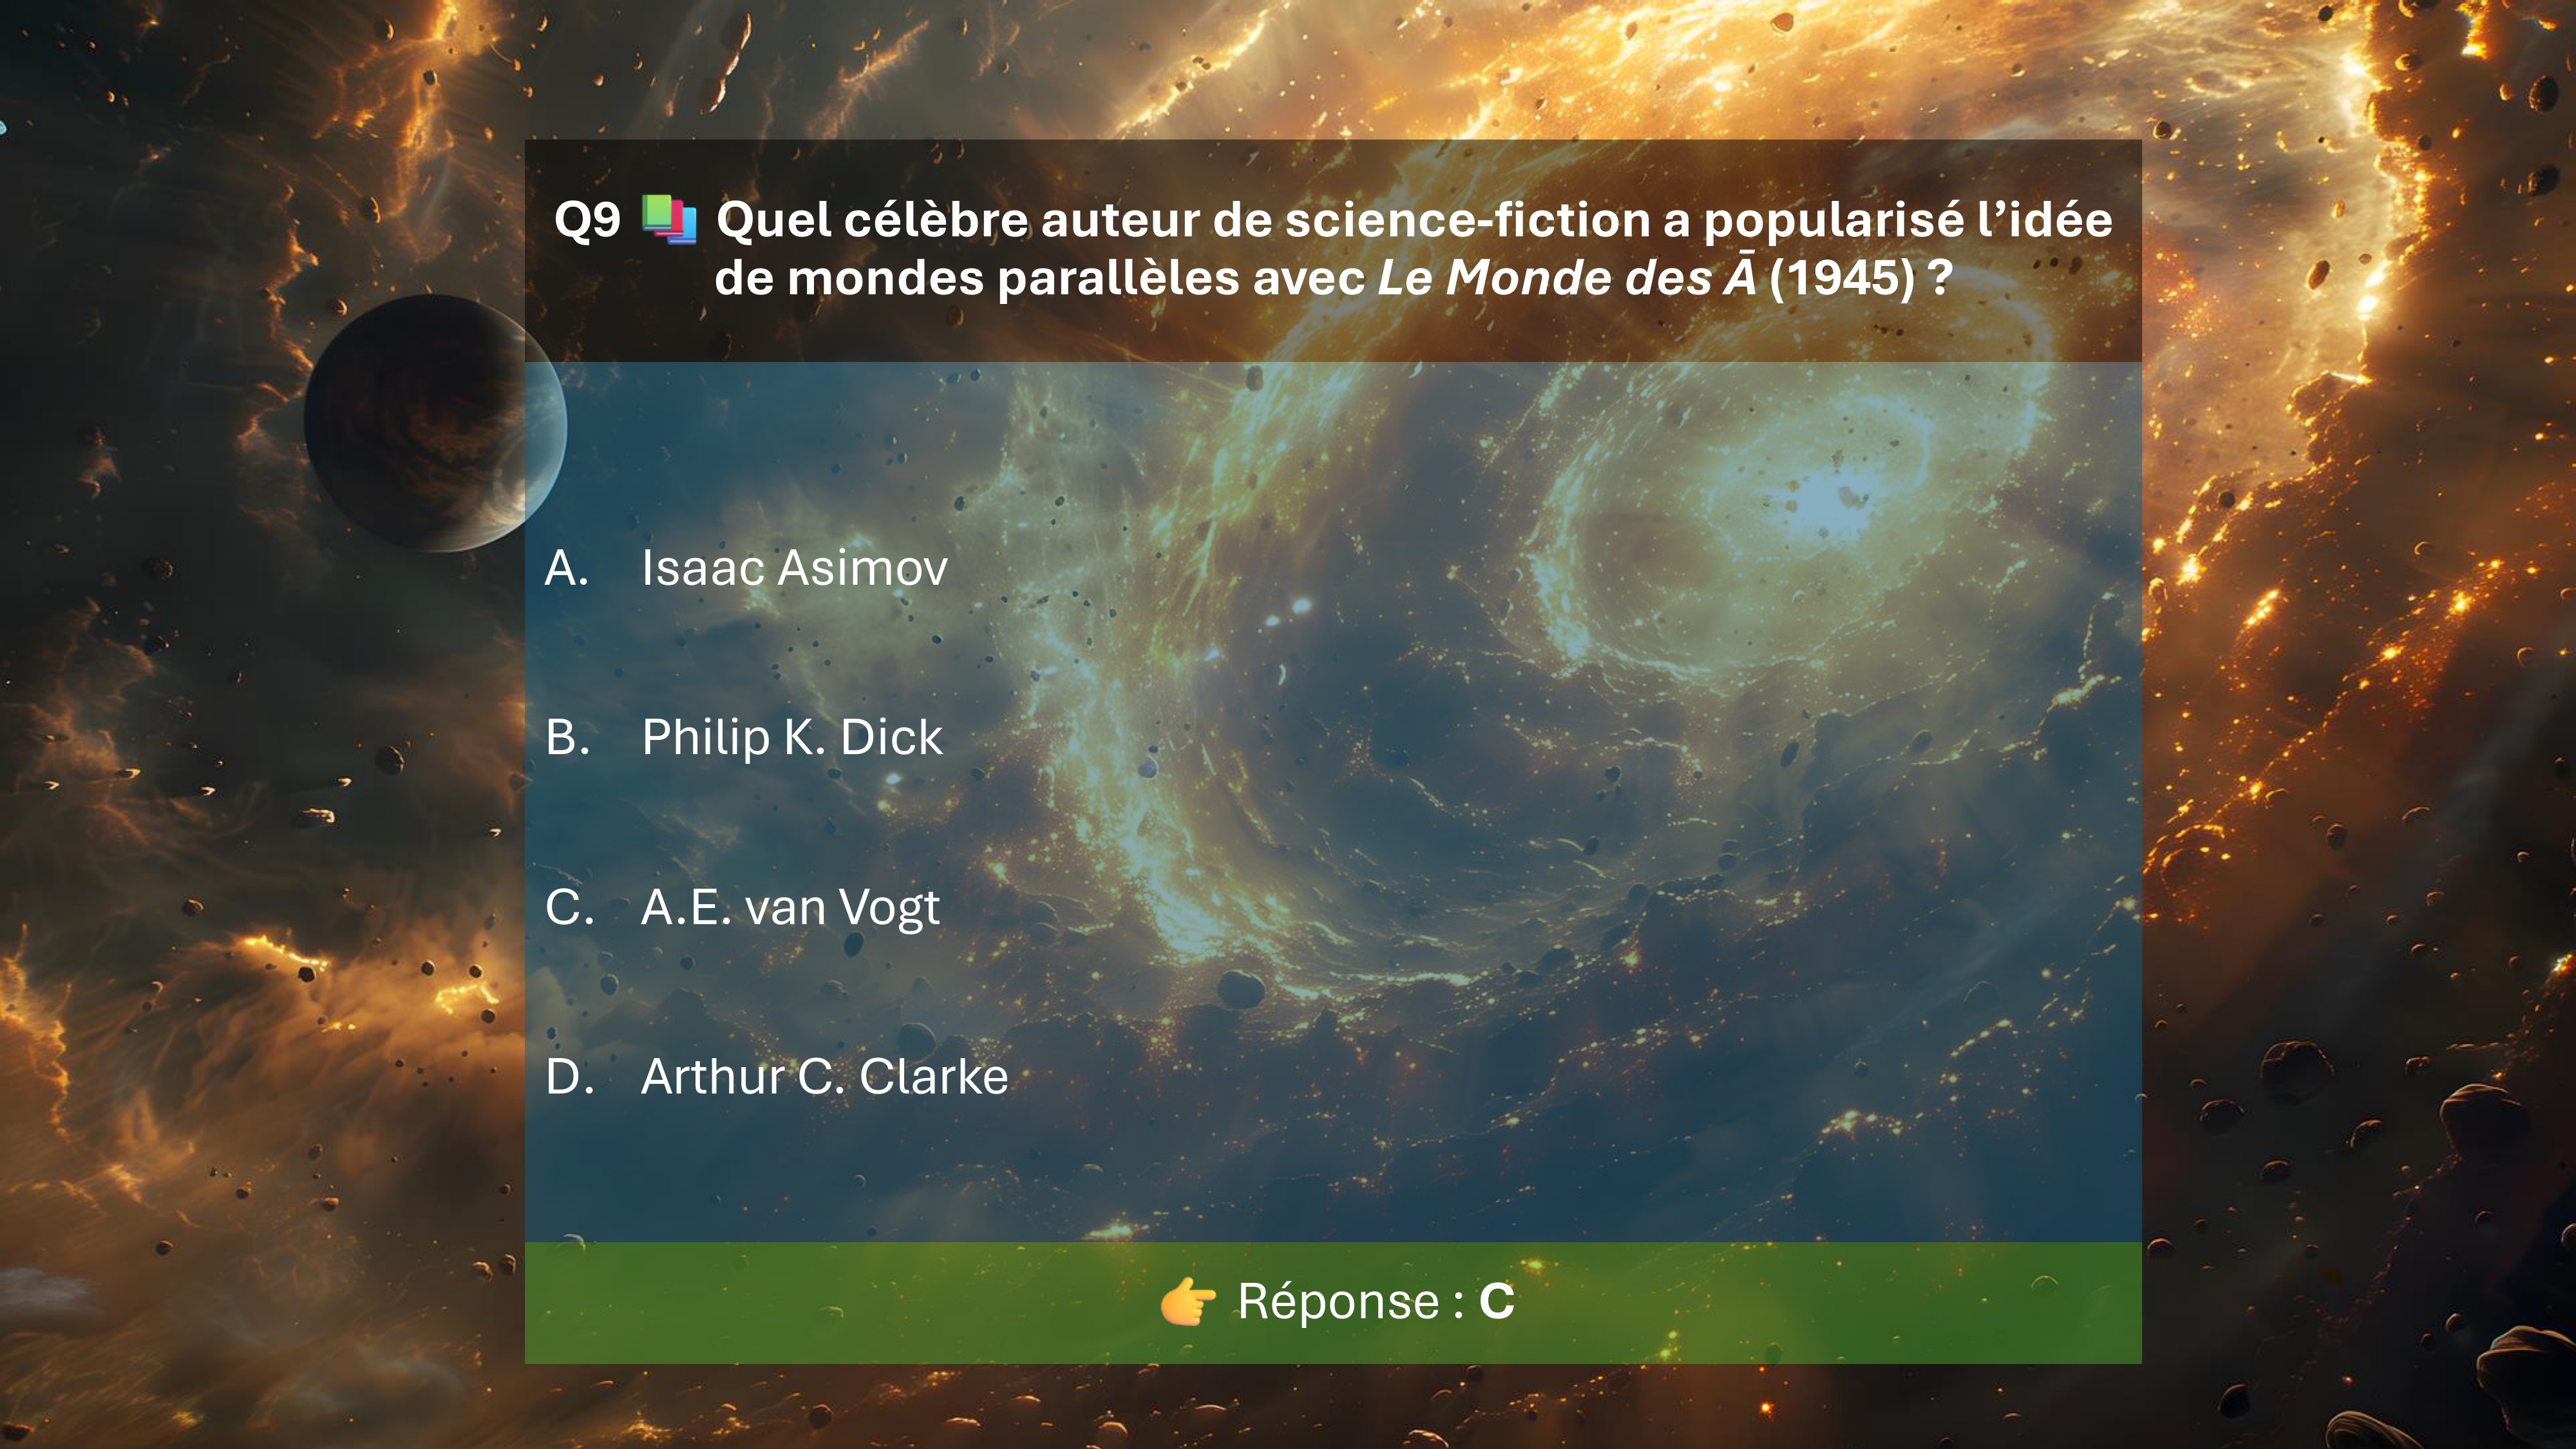 Q9 📚 Quel célèbre auteur de science-fiction a popularisé l’idée
de mondes parallèles avec Le Monde des Ā (1945) ?
A. Isaac Asimov
B. Philip K. Dick
C. A.E. van Vogt
D. Arthur C. Clarke
👉 Réponse : C